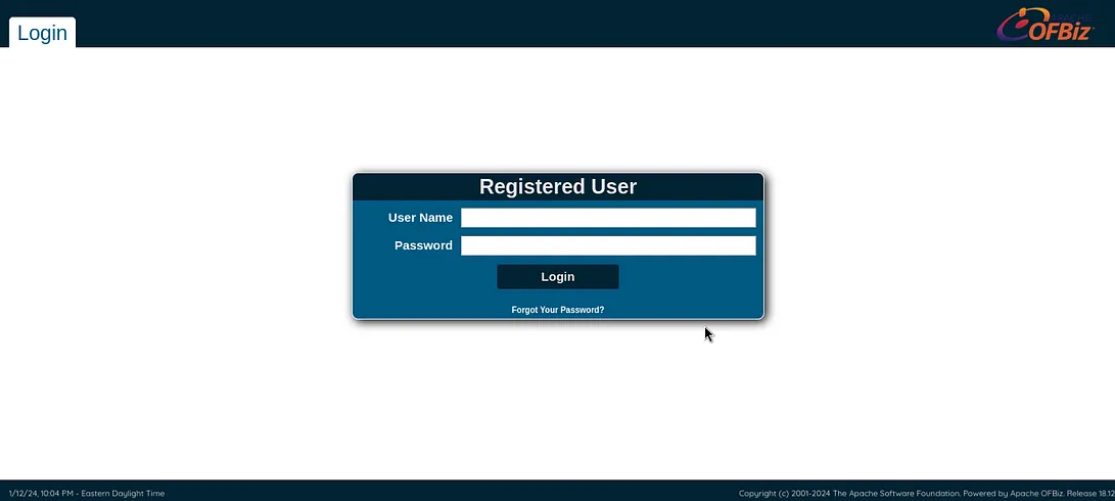 Login
APACHE
OFBiz
Registered User
User Name
Password
Login
Forgot Your Password?
1/12/24, 10:04 PM - Eastern Daylight Time
Copyright (c) 2001-2024 The Apache Software Foundation. Powered by Apache OFBiz. Release 18.12